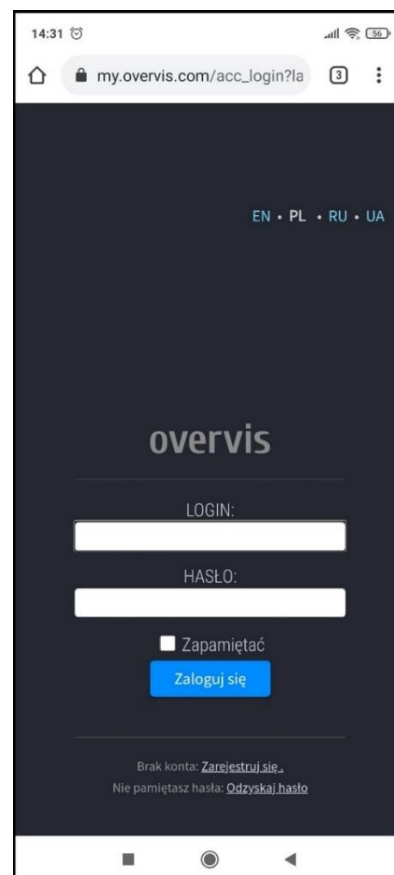 14:31 56
my.overvis.com/acc_login?la 3
EN • PL • RU • UA
overvis
LOGIN:
HASŁO:
Zapamiętać
Zaloguj się
Brak konta: Zarejestruj się .
Nie pamiętasz hasła: Odzyskaj hasło